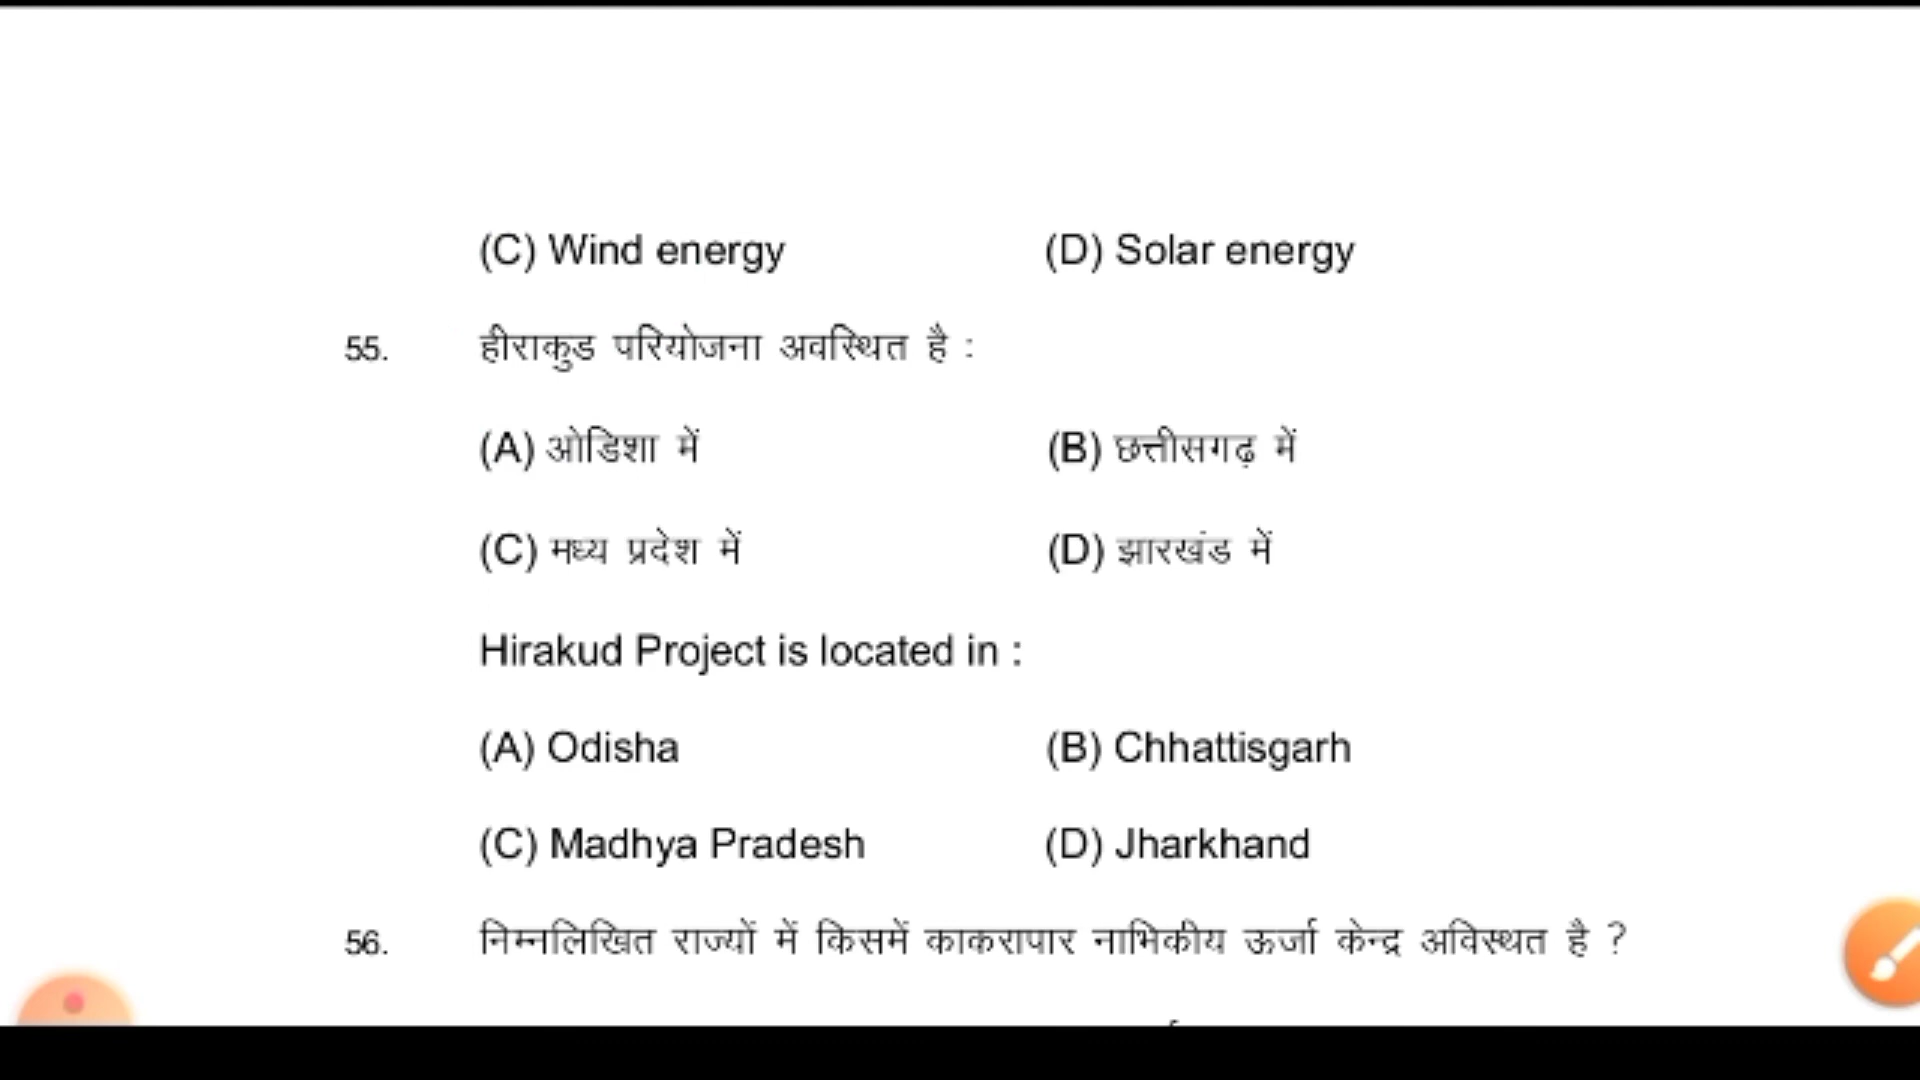 (C) Wind energy (D) Solar energy
55. हीराकुड परियोजना अवस्थित है :
(A) ओडिशा में (B) छत्तीसगढ़ में
(C) मध्य प्रदेश में (D) झारखंड में
Hirakud Project is located in :
(A) Odisha (B) Chhattisgarh
(C) Madhya Pradesh (D) Jharkhand
56. निम्नलिखित राज्यों में किसमें काकरापार नाभिकीय ऊर्जा केन्द्र अविस्थत है ?